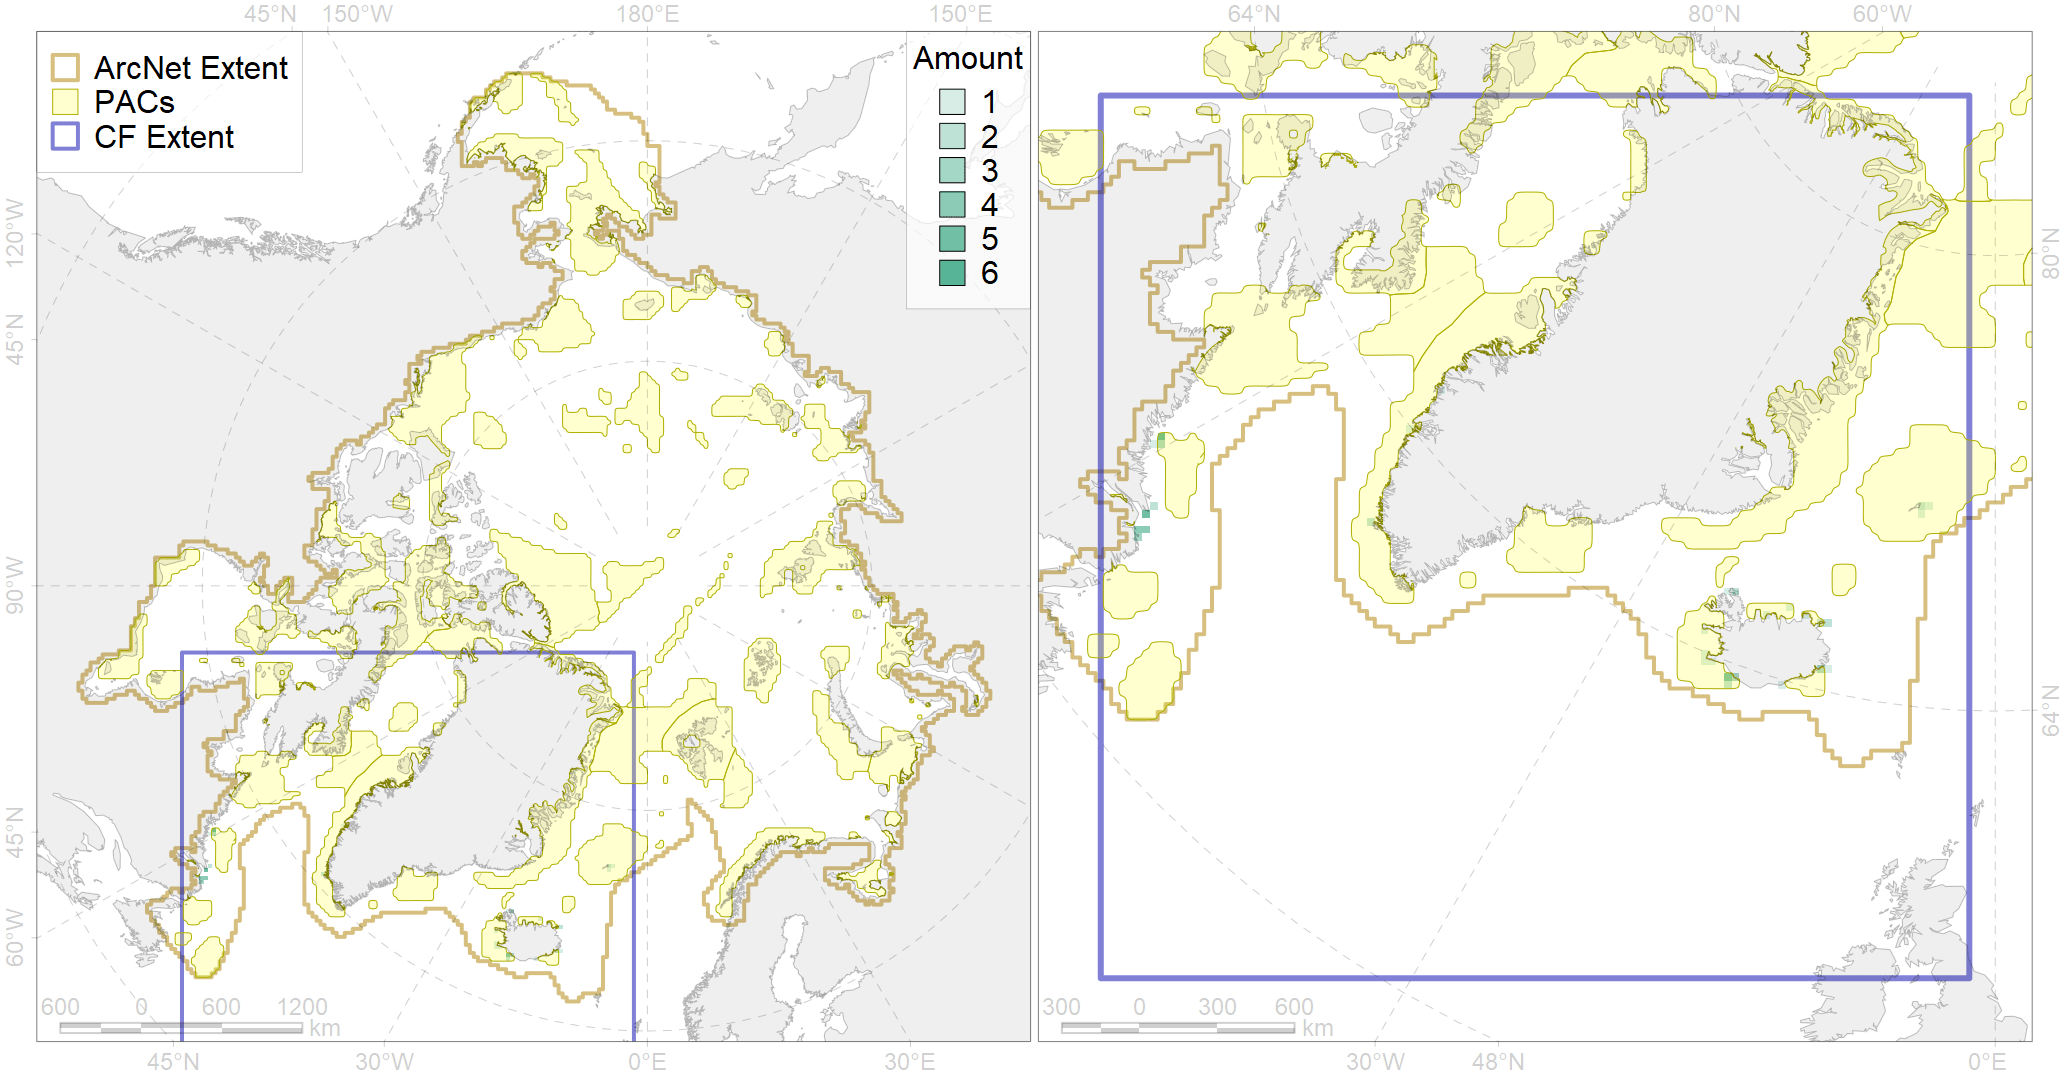 45°N 150°W 180°E 150°E 64°N 80°N 60°W
ArcNet Extent
PACs
CF Extent
Amount
1
2
3
4
5
6
120°W
45°N
90°W
45°N
60°W
80°N
64°N
600 0 600 1200
km
300 0 300 600
km
45°N 30°W 0°E 30°E 30°W 48°N 0°E